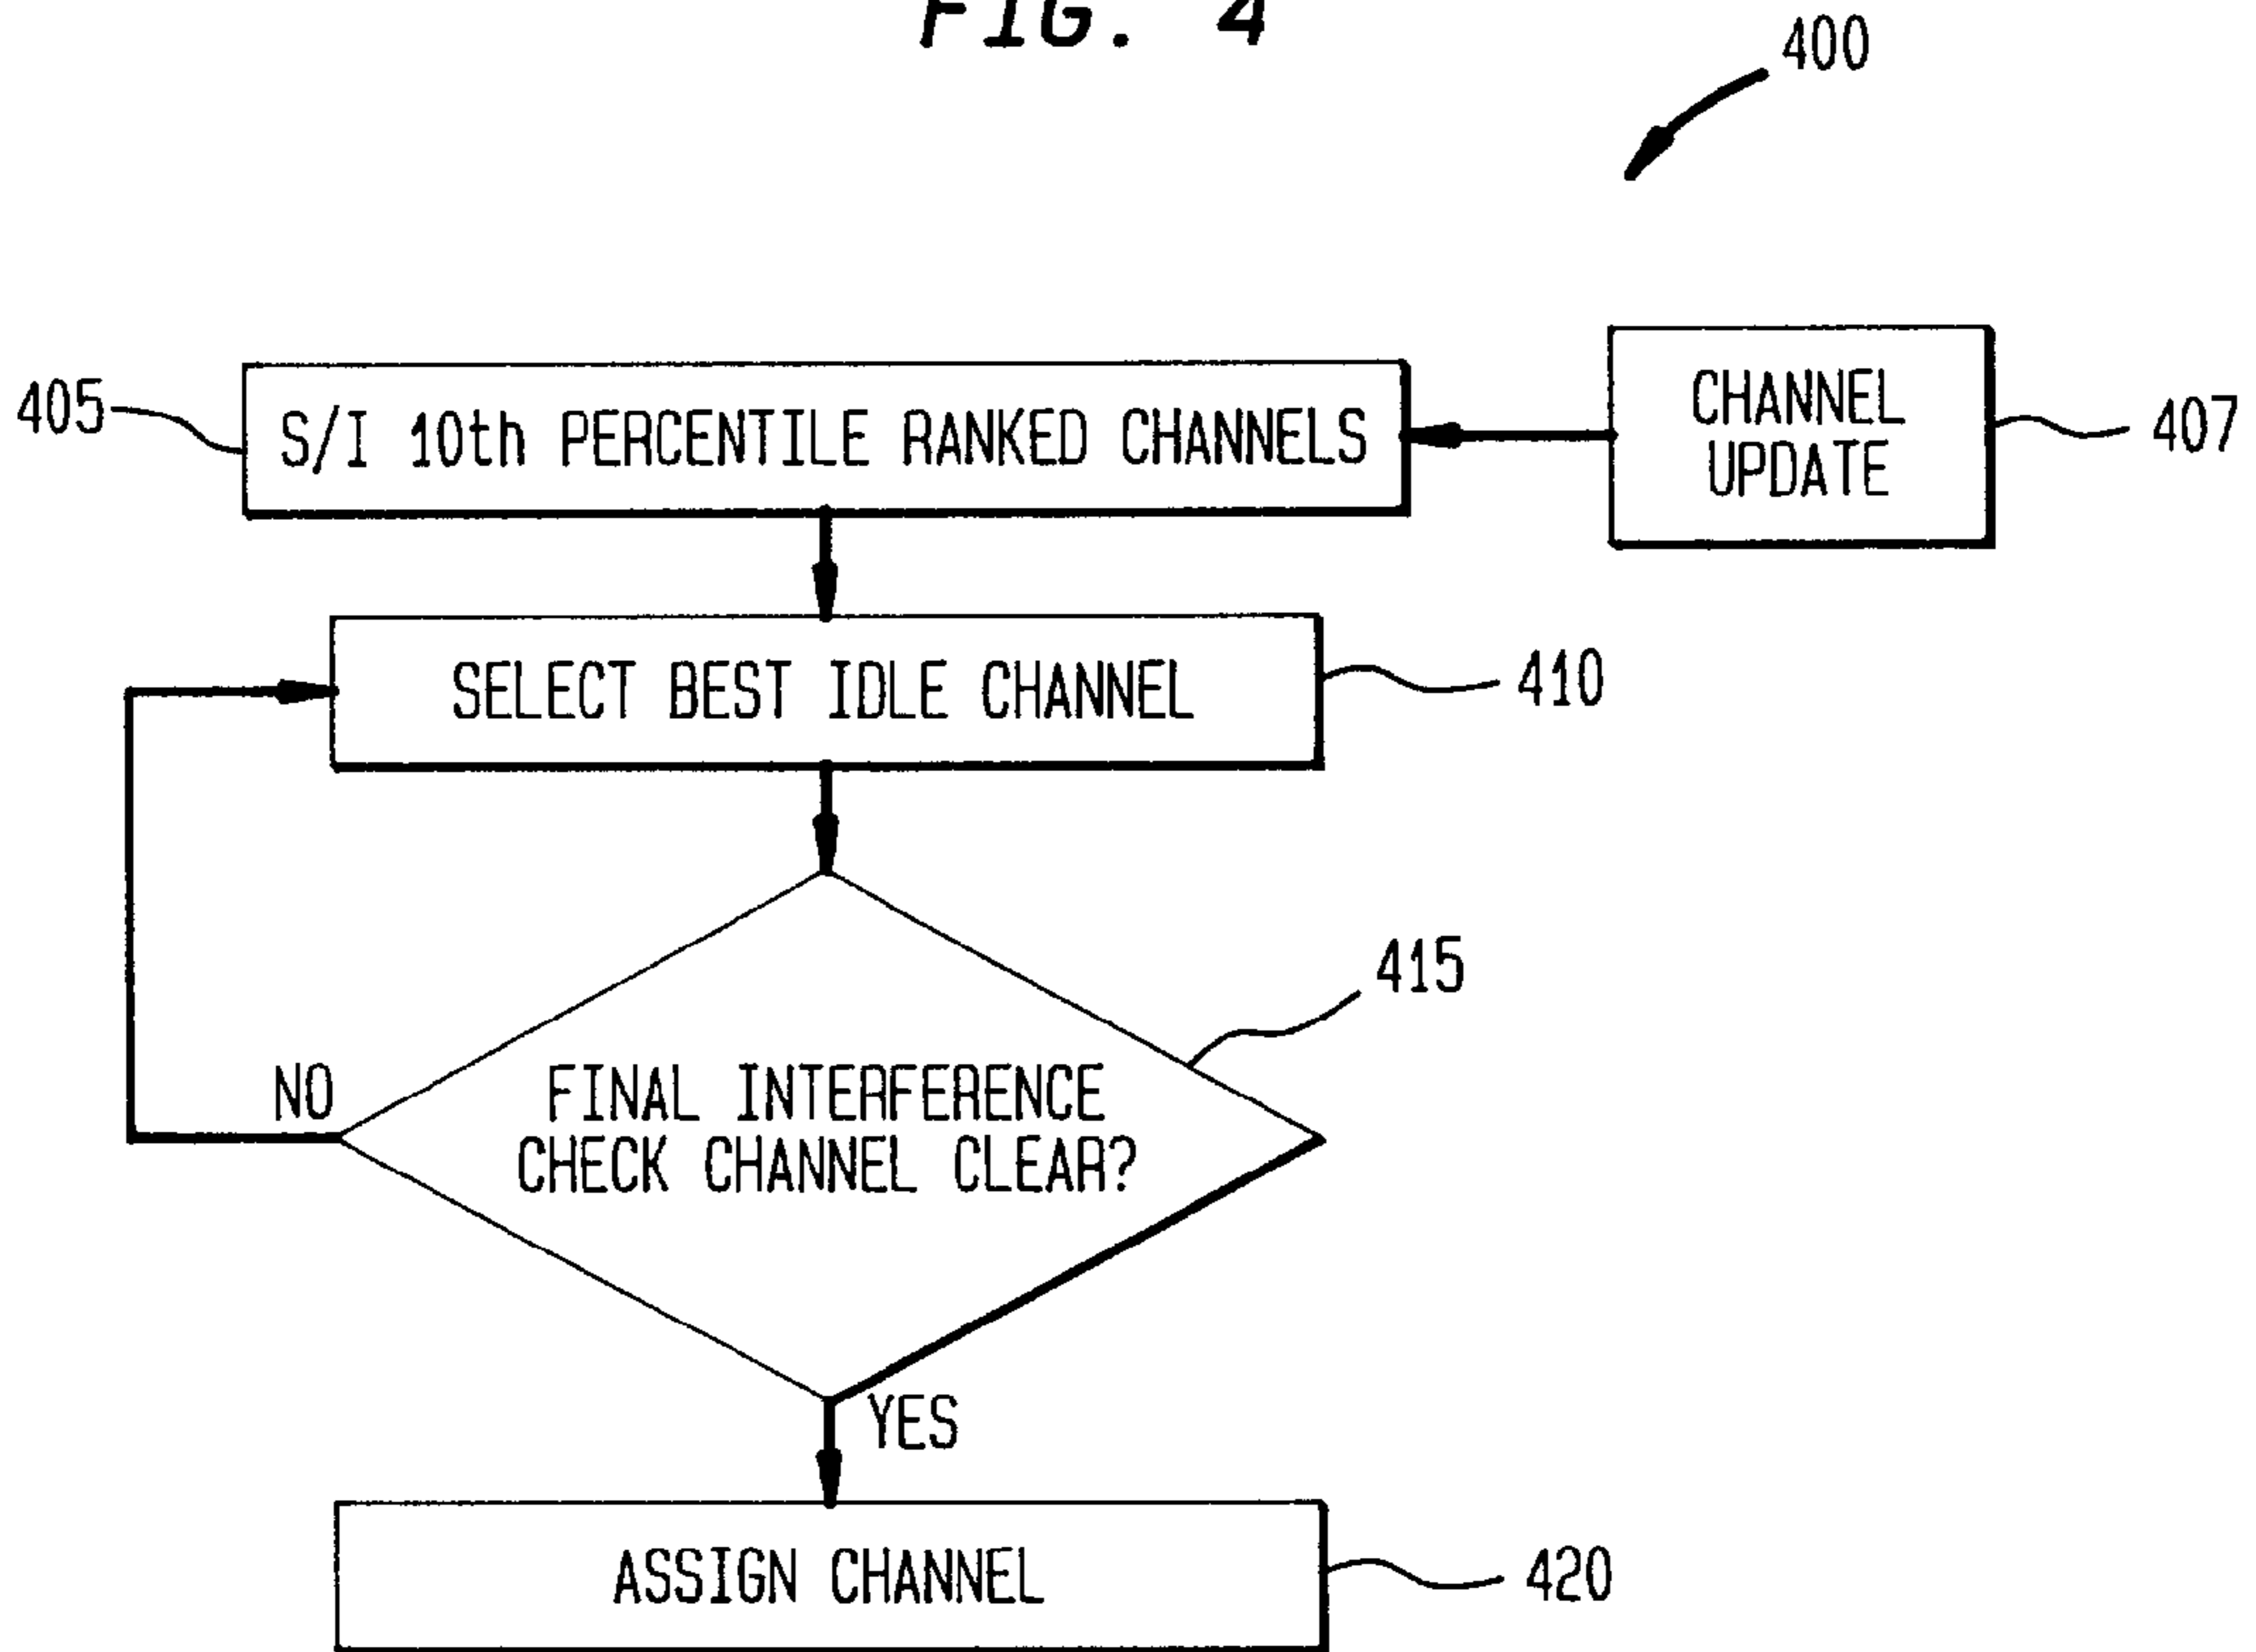 FIG. 4
400
405
S/I 10th PERCENTILE RANKED CHANNELS
CHANNEL
UPDATE
407
SELECT BEST IDLE CHANNEL
410
415
NO
FINAL INTERFERENCE
CHECK CHANNEL CLEAR?
YES
ASSIGN CHANNEL
420